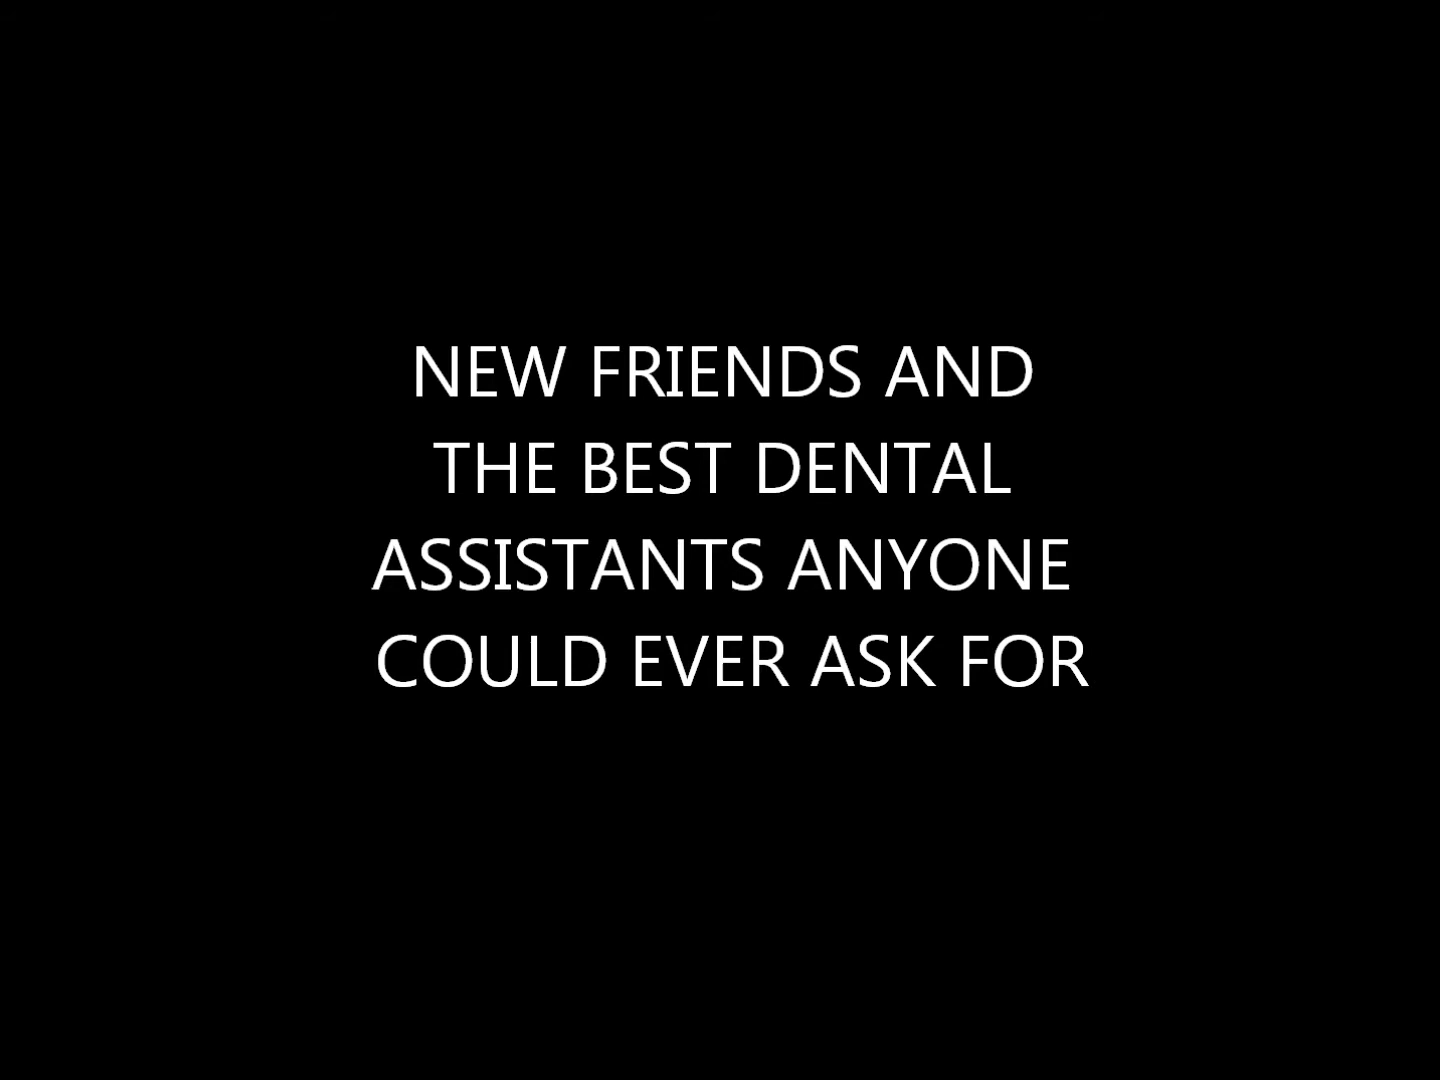 NEW FRIENDS AND
THE BEST DENTAL
ASSISTANTS ANYONE
COULD EVER ASK FOR